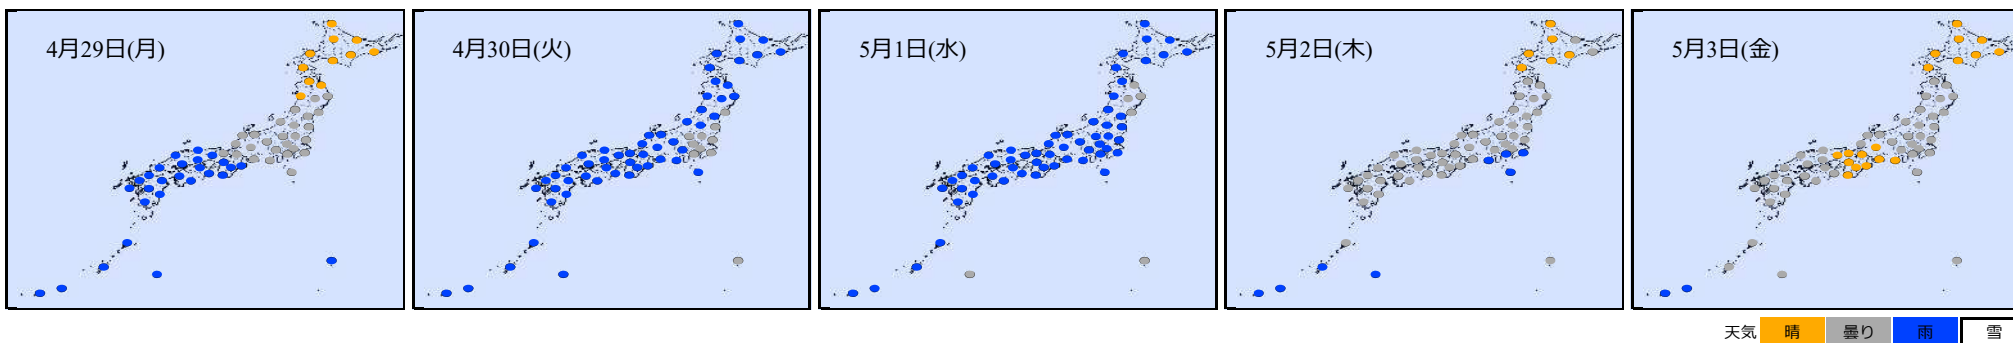 4月29日(月)
4月30日(火)
5月1日(水)
5月2日(木)
5月3日(金)
天気 晴 曇り 雨 雪